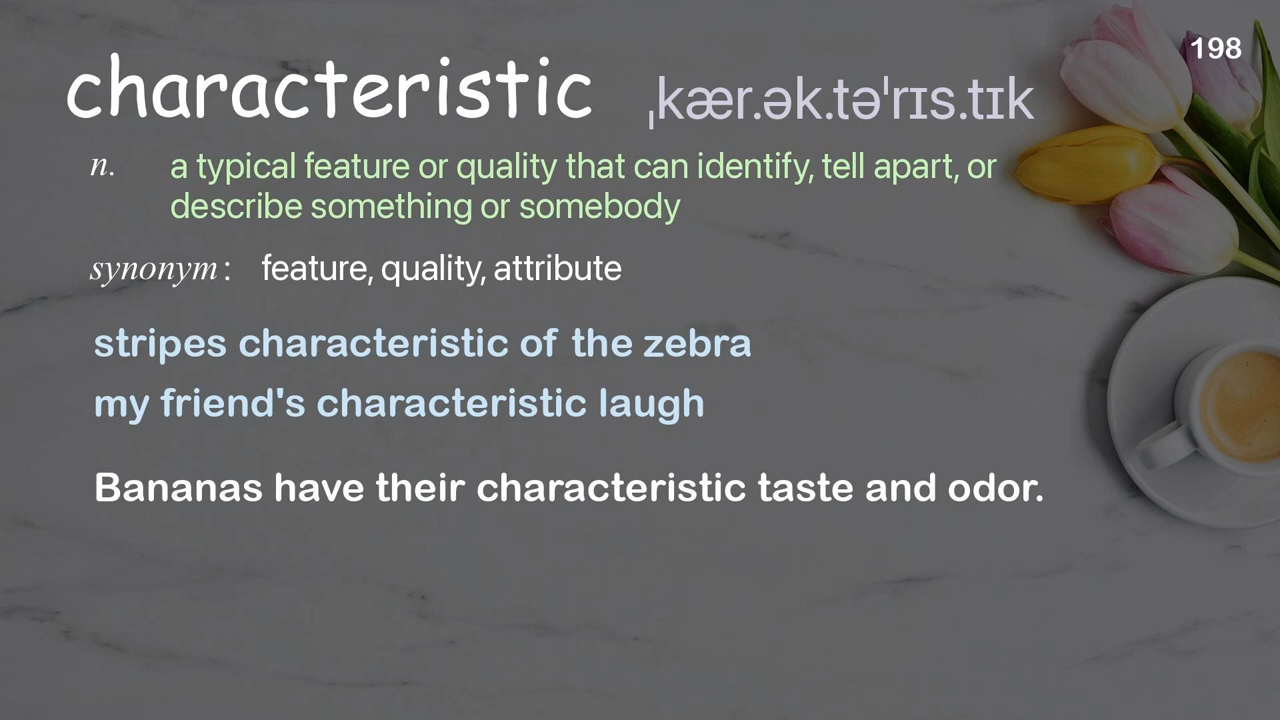 198
characteristic ˌkær.ək.təˈrɪs.tɪk
n. a typical feature or quality that can identify, tell apart, or
describe something or somebody
synonym: feature, quality, attribute
stripes characteristic of the zebra
my friend's characteristic laugh
Bananas have their characteristic taste and odor.